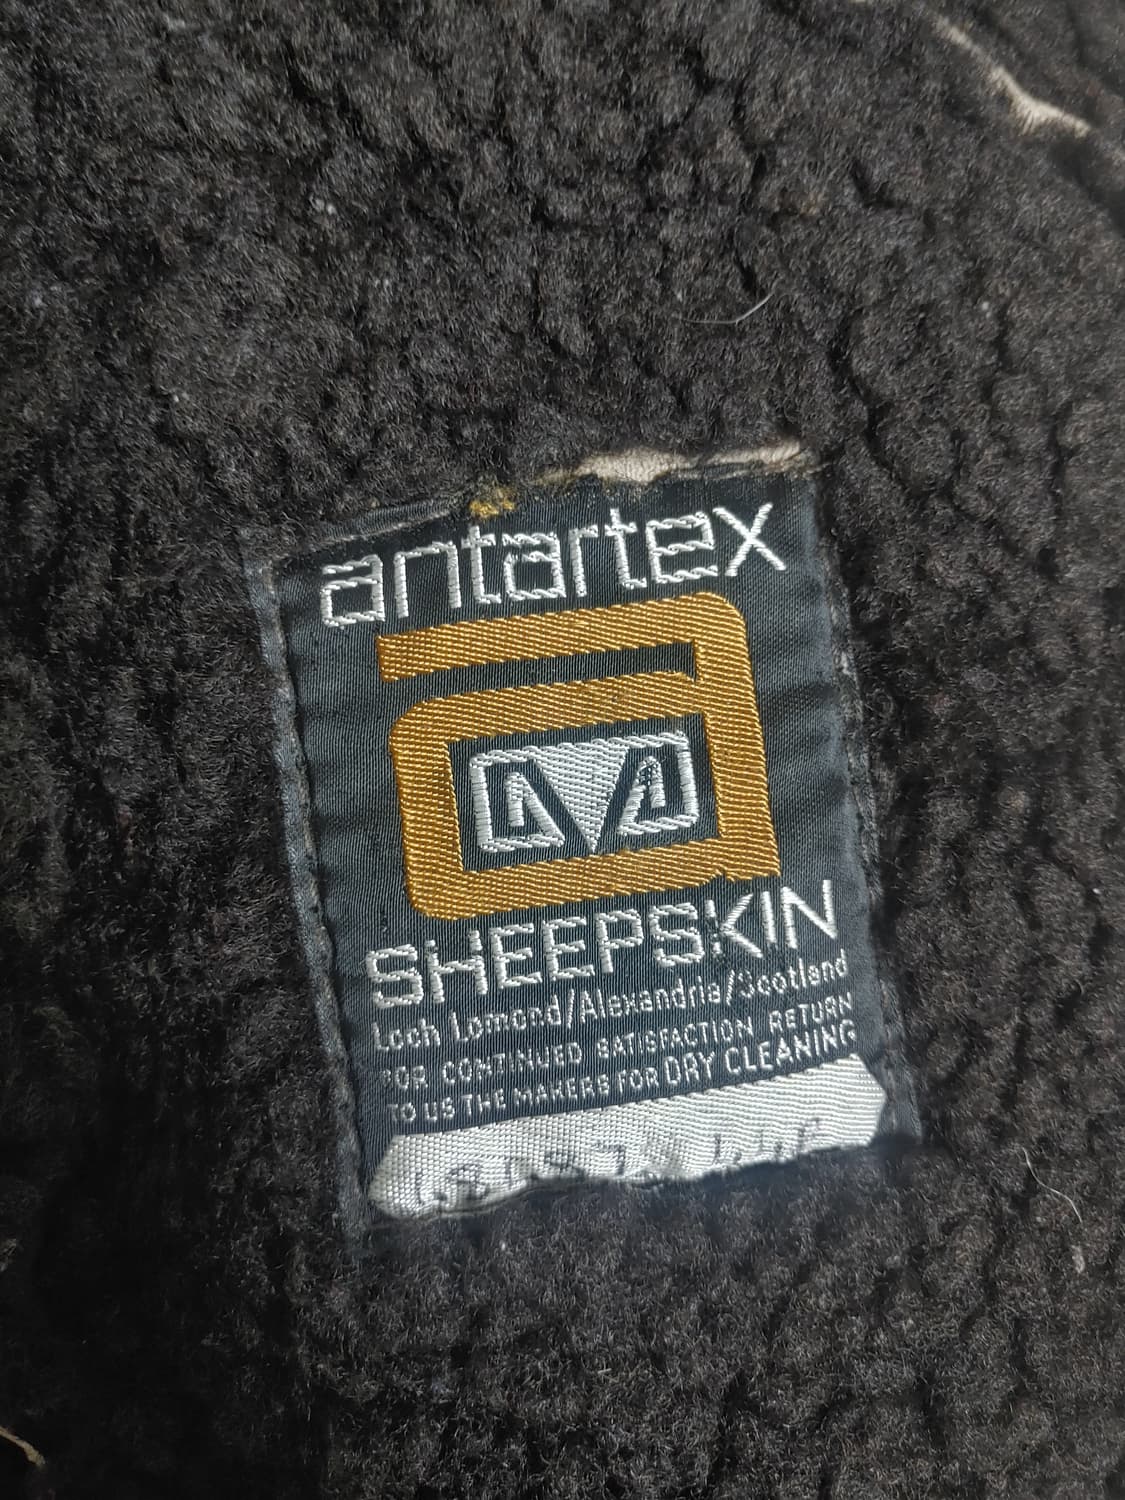 antartex
SHEEPSKIN
Loch Lomond/Alexandria/Scotland
FOR CONTINUED SATISFACTION RETURN
TO US THE MAKERS FOR DRY CLEANING